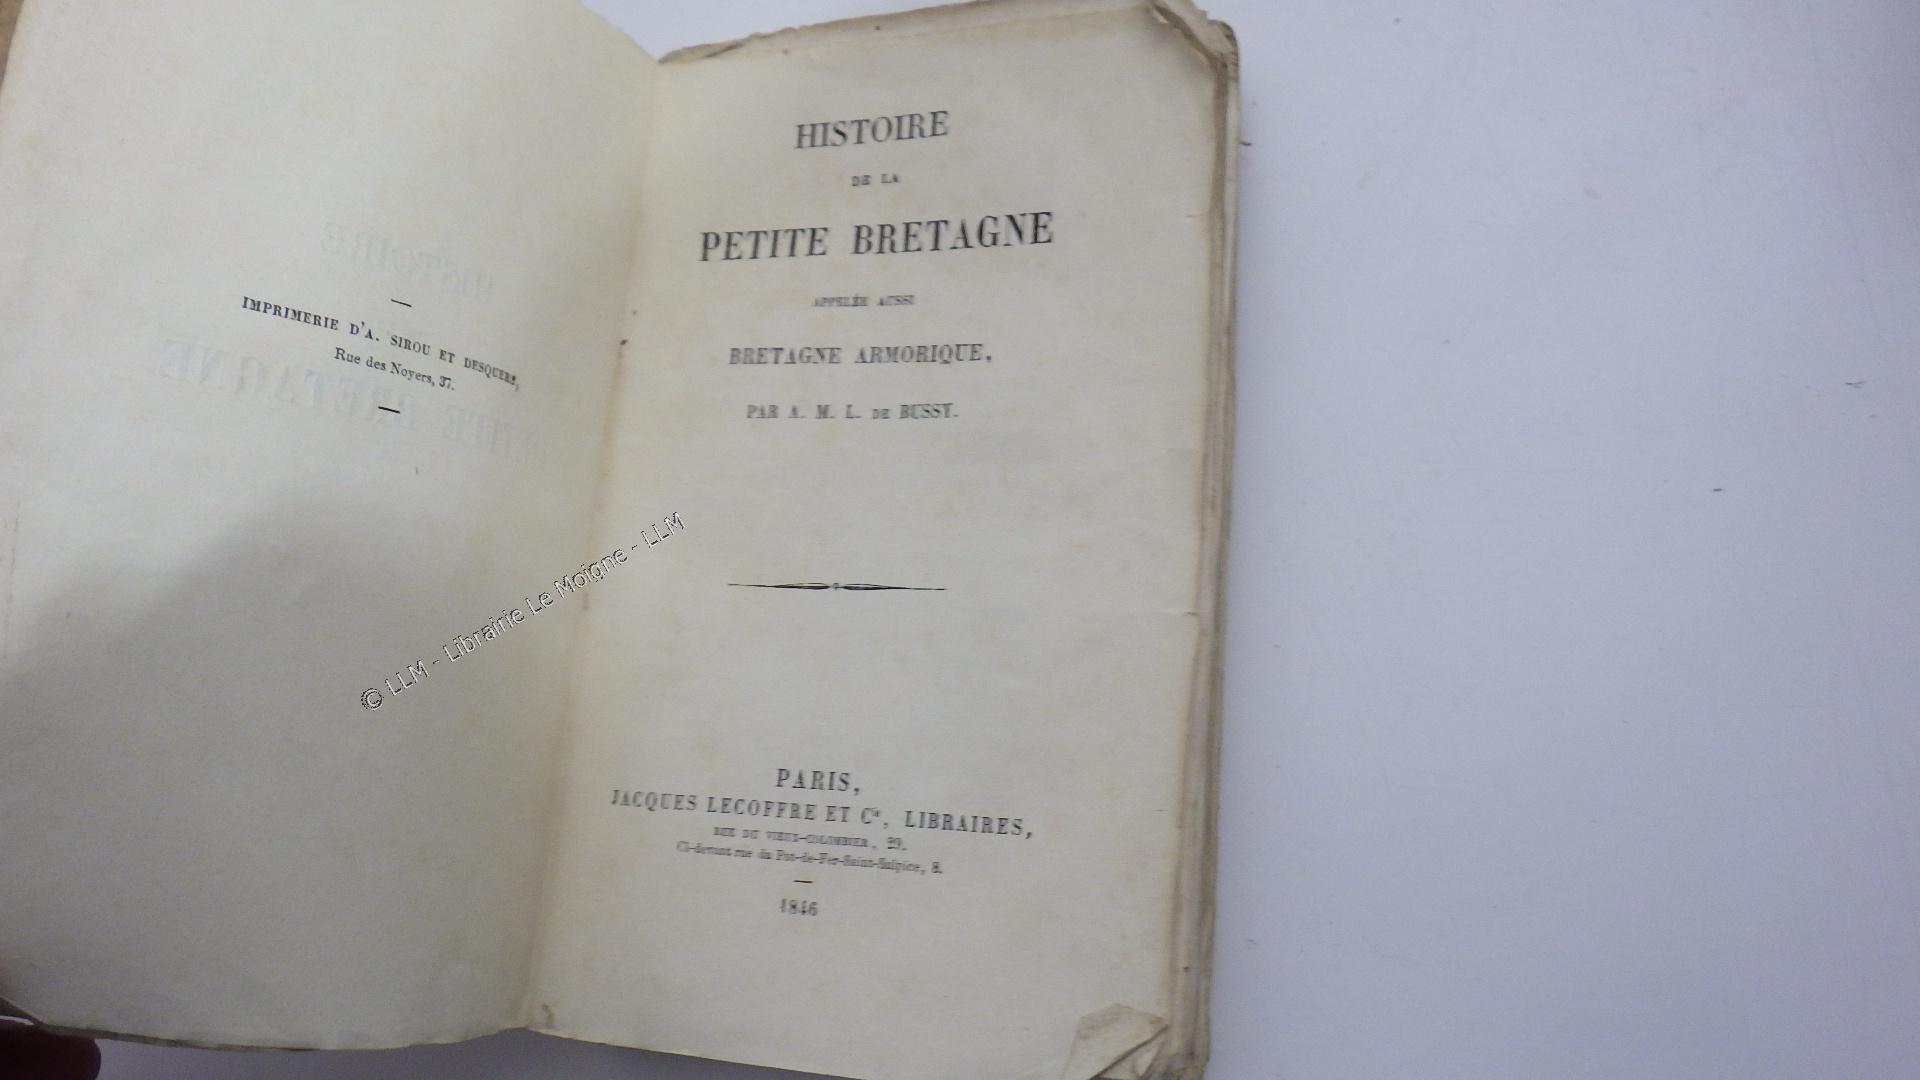 IMPRIMERIE D'A. SIROU ET DESQUERS,
Rue des Noyers, 37.
HISTOIRE
DE LA
PETITE BRETAGNE
APPELÉE AUSSI
BRETAGNE ARMORIQUE,
PAR A. M. L. DE BUSSY.
PARIS,
JACQUES LECOFFRE ET Cie, LIBRAIRES,
RUE DU VIEUX-COLOMBIER, 29.
Ci-devant rue du Pot-de-Fer-Saint-Sulpice, 8.
1846
© LLM - Librairie Le Moigne - LLM